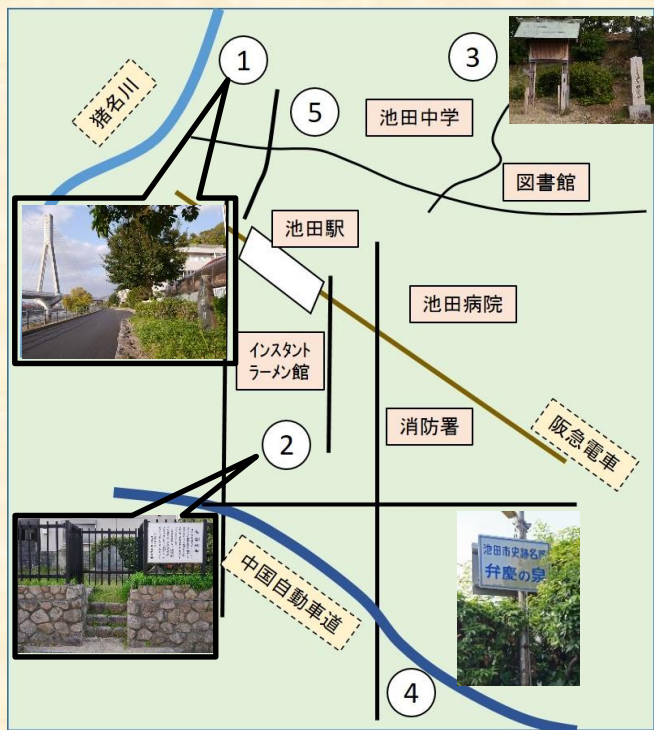 ①
③
⑤
猪名川
池田中学
図書館
池田駅
池田病院
インスタント
ラーメン館
②
消防署
阪急電車
中国自動車道
池田市史跡名所
弁慶の泉
④